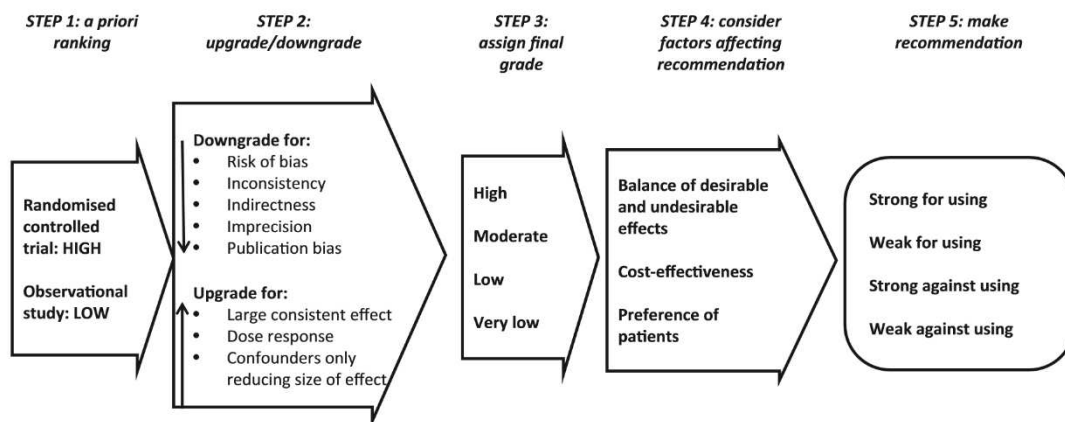 STEP 1: a priori
ranking
STEP 2:
upgrade/downgrade
STEP 3:
assign final
grade
STEP 4: consider
factors affecting
recommendation
STEP 5: make
recommendation
Randomised
controlled
trial: HIGH
Observational
study: LOW
Downgrade for:
• Risk of bias
• Inconsistency
• Indirectness
• Imprecision
• Publication bias
Upgrade for:
• Large consistent effect
• Dose response
• Confounders only
reducing size of effect
High
Moderate
Low
Very low
Balance of desirable
and undesirable
effects
Cost-effectiveness
Preference of
patients
Strong for using
Weak for using
Strong against using
Weak against using